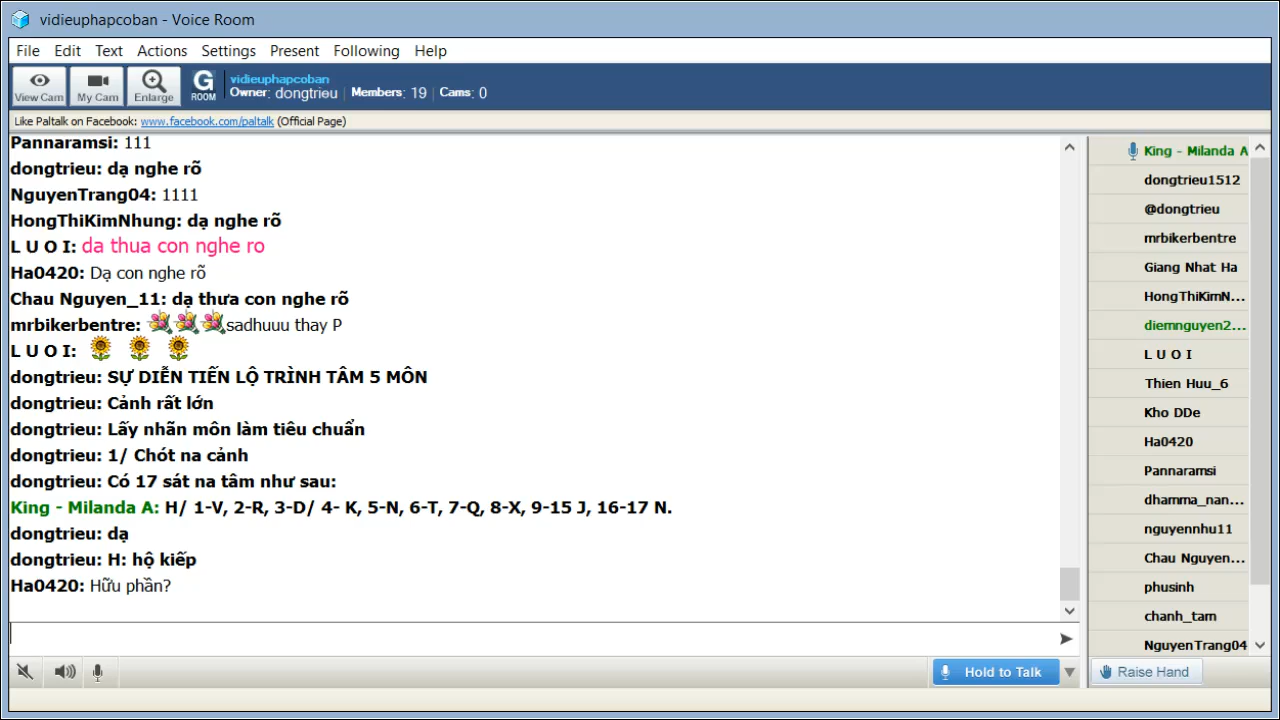 vidieuphapcoban - Voice Room
File Edit Text Actions Settings Present Following Help
View Cam My Cam Enlarge G ROOM vidieuphapcoban
Owner: dongtrieu | Members: 19 | Cams: 0
Like Paltalk on Facebook: www.facebook.com/paltalk (Official Page)
Pannaramsi: 111
dongtrieu: dạ nghe rõ
NguyenTrang04: 1111
HongThiKimNhung: dạ nghe rõ
L U O I: da thua con nghe ro
Ha0420: Dạ con nghe rõ
Chau Nguyen_11: dạ thưa con nghe rõ
mrbikerbentre: sadhuuu thay P
L U O I:
dongtrieu: SỰ DIỄN TIẾN LỘ TRÌNH TÂM 5 MÔN
dongtrieu: Cảnh rất lớn
dongtrieu: Lấy nhãn môn làm tiêu chuẩn
dongtrieu: 1/ Chót na cảnh
dongtrieu: Có 17 sát na tâm như sau:
King - Milanda A: H/ 1-V, 2-R, 3-D/ 4- K, 5-N, 6-T, 7-Q, 8-X, 9-15 J, 16-17 N.
dongtrieu: dạ
dongtrieu: H: hộ kiếp
Ha0420: Hữu phần?
King - Milanda A
dongtrieu1512
@dongtrieu
mrbikerbentre
Giang Nhat Ha
HongThiKimN...
diemnguyen2...
L U O I
Thien Huu_6
Kho DDe
Ha0420
Pannaramsi
dhamma_nan...
nguyennhu11
Chau Nguyen...
phusinh
chanh_tam
NguyenTrang04
Hold to Talk
Raise Hand